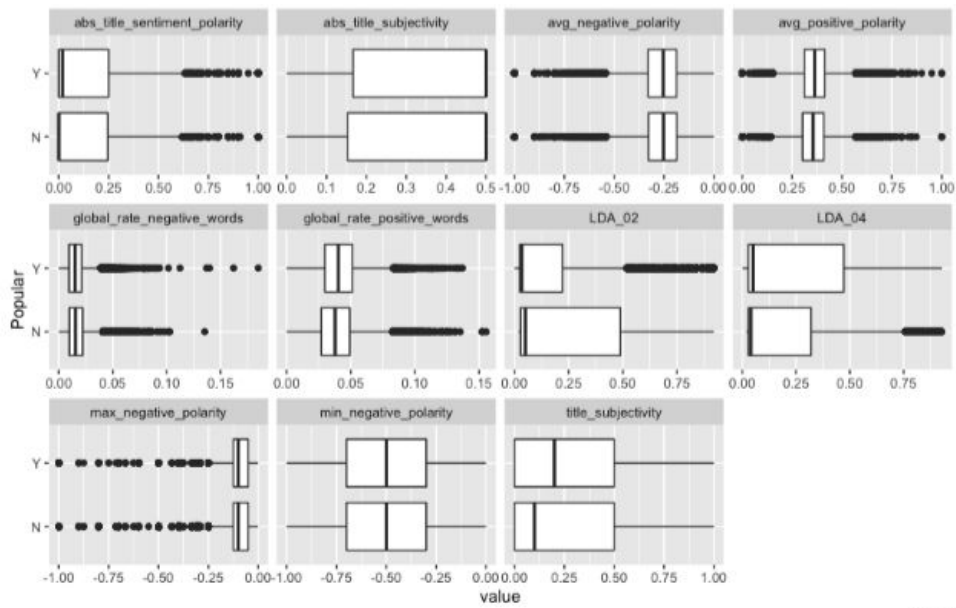 abs_title_sentiment_polarity abs_title_subjectivity avg_negative_polarity avg_positive_polarity
Y
N
0.00 0.25 0.50 0.75 1.00 0.0 0.1 0.2 0.3 0.4 0.5 -1.00 -0.75 -0.50 -0.25 0.00 0.00 0.25 0.50 0.75 1.00
global_rate_negative_words global_rate_positive_words LDA_02 LDA_04
Popular
Y
N
0.00 0.05 0.10 0.15 0.00 0.05 0.10 0.15 0.00 0.25 0.50 0.75 0.00 0.25 0.50 0.75
max_negative_polarity min_negative_polarity title_subjectivity
Y
N
-1.00 -0.75 -0.50 -0.25 0.00 -1.00 -0.75 -0.50 -0.25 0.00 0.00 0.25 0.50 0.75 1.00
value